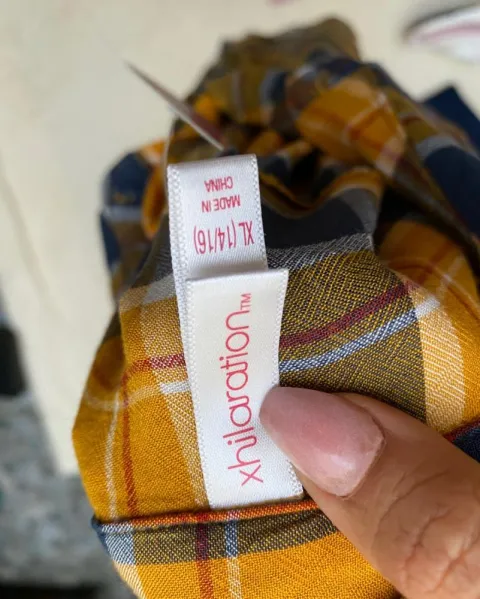 XL (14/16)
MADE IN
CHINA
xhilaration™